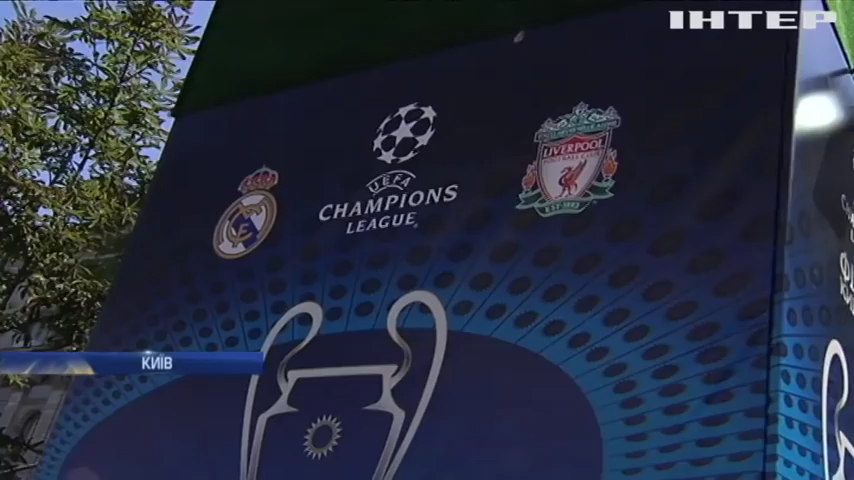 ІНТЕР
UEFA
CHAMPIONS
LEAGUE
LIVERPOOL
FOOTBALL CLUB
EST·1892
КИЇВ